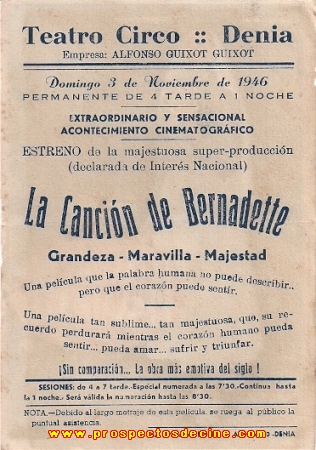 Teatro Circo :: Denia
Empresa: ALFONSO GUIXOT GUIXOT
Domingo 3 de Noviembre de 1946
PERMANENTE DE 4 TARDE A 1 NOCHE
EXTRAORDINARIO Y SENSACIONAL
ACONTECIMIENTO CINEMATOGRÁFICO
ESTRENO de la majestuosa super-producción
(declarada de Interés Nacional)
La Canción de Bernadette
Grandeza - Maravilla - Majestad
Una película que la palabra humana no puede describir..
pero que el corazón puede sentir.
Una película tan sublime... tan majestuosa, que, su re-
cuerdo perdurará mientras el corazón humano pueda
sentir... pueda amar... sufrir y triunfar.
¡Sin comparación... La obra más emotiva del siglo!
SESIONES: de 4 a 7 tarde.-Especial numerada a las 7'30.-Contínua hasta
la 1 noche. Será válida la numeración hasta las 8'30.
NOTA.—Debido al largo metraje de esta película, se ruega al público la
puntual asistencia.
-DENIA
www.prospectosdecine.com